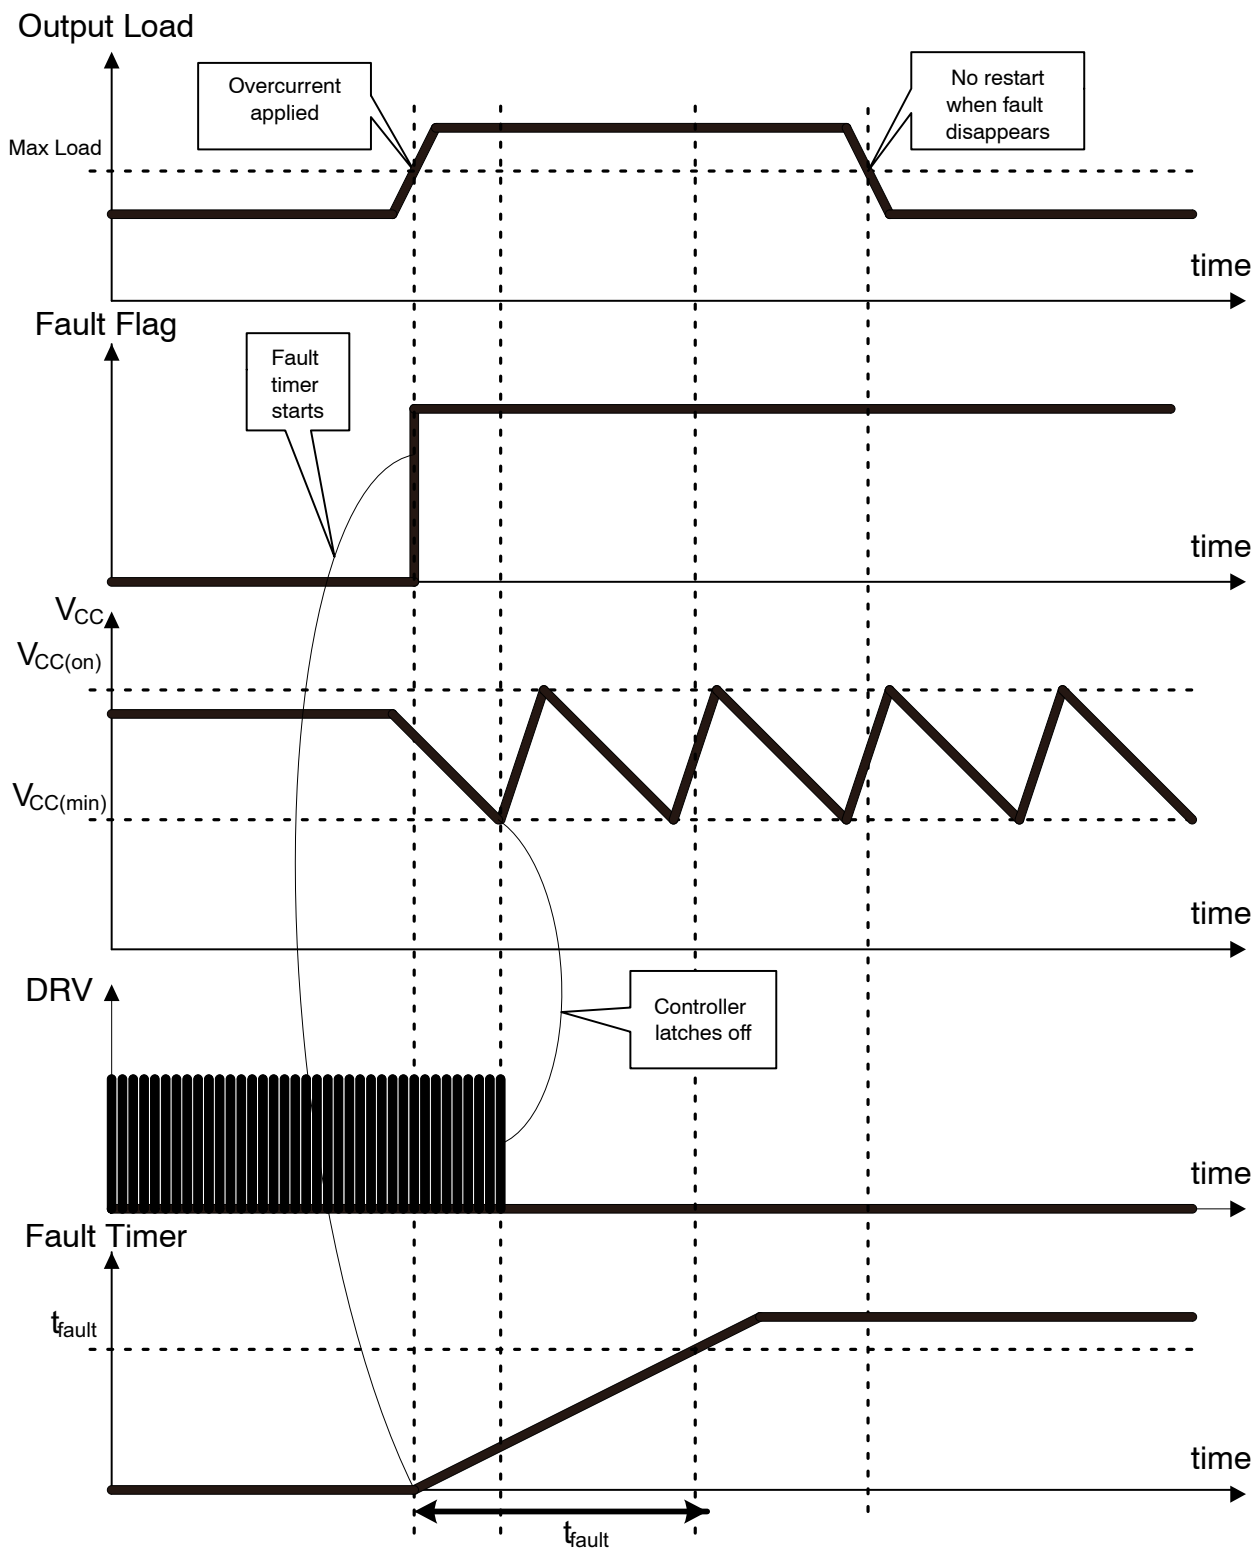 Output Load
Overcurrent
applied
No restart
when fault
disappears
Max Load
time
Fault Flag
Fault
timer
starts
time
VCC
VCC(on)
VCC(min)
time
DRV
Controller
latches off
time
Fault Timer
tfault
time
tfault